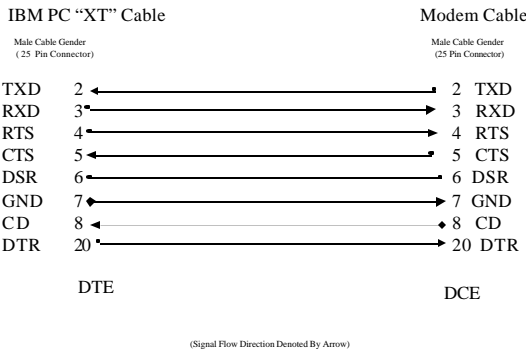 IBM PC “XT” Cable Modem Cable
Male Cable Gender Male Cable Gender
( 25 Pin Connector) (25 Pin Connector)
TXD 2 2 TXD
RXD 3 3 RXD
RTS 4 4 RTS
CTS 5 5 CTS
DSR 6 6 DSR
GND 7 7 GND
CD 8 8 CD
DTR 20 20 DTR
DTE DCE
(Signal Flow Direction Denoted By Arrow)